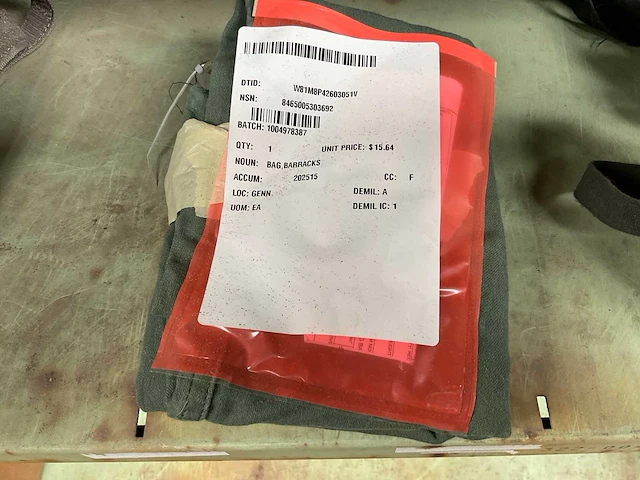 DTID: W81M8P42603051V
NSN: 8465005303692
BATCH: 1004978387
QTY: 1 UNIT PRICE: $15.64
NOUN: BAG,BARRACKS
ACCUM: 202515 CC: F
LOC: GENN. DEMIL: A
UOM: EA DEMIL IC: 1